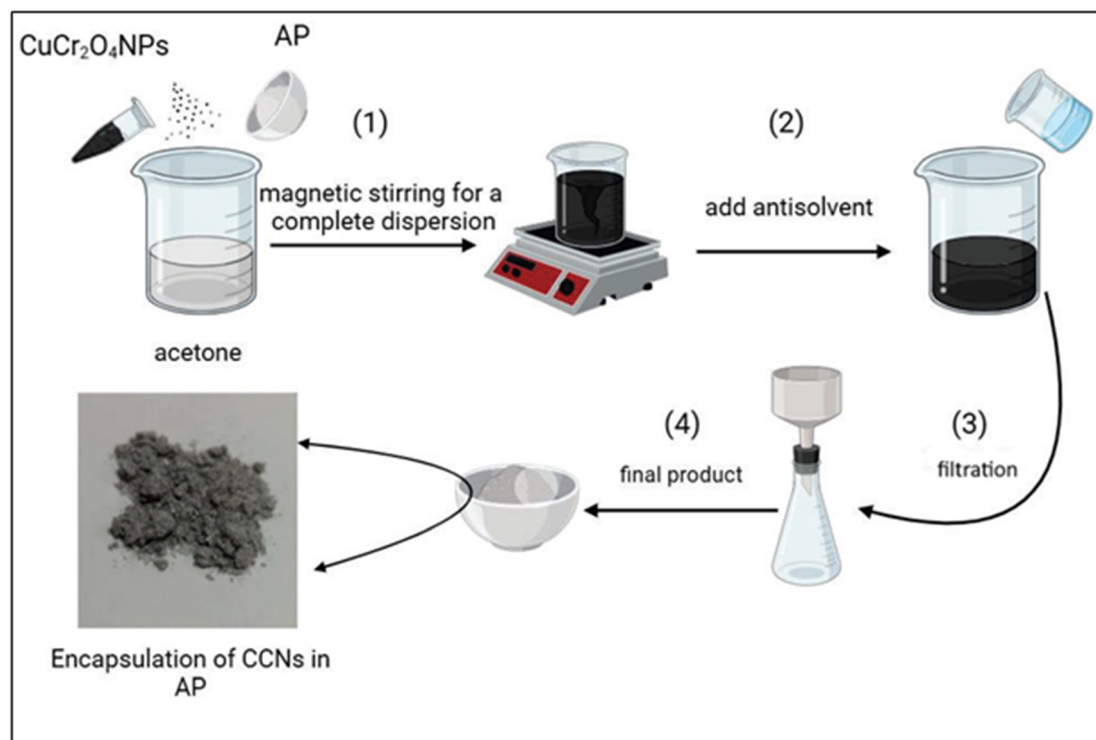 CuCr₂O₄NPs
AP
(1)
magnetic stirring for a
complete dispersion
(2)
add antisolvent
acetone
(3)
filtration
(4)
final product
Encapsulation of CCNs in
AP